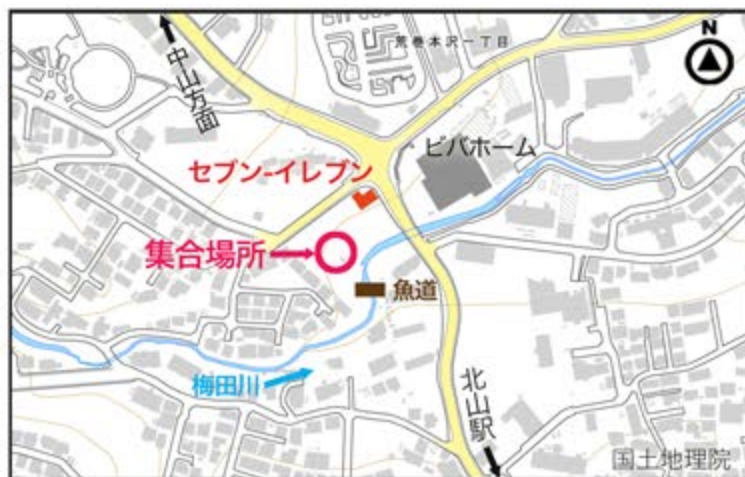 荒巻本沢一丁目
N
中山方面
ビバホーム
セブン-イレブン
集合場所
魚道
梅田川
北山駅
国土地理院